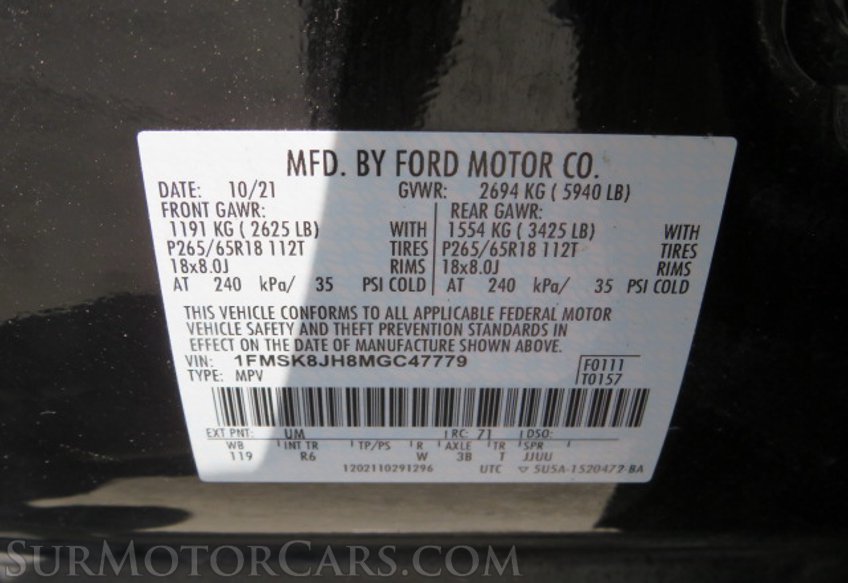 MFD. BY FORD MOTOR CO.
DATE: 10/21 GVWR: 2694 KG ( 5940 LB)
FRONT GAWR: REAR GAWR:
1191 KG ( 2625 LB) WITH 1554 KG ( 3425 LB) WITH
P265/65R18 112T TIRES P265/65R18 112T TIRES
18x8.0J RIMS 18x8.0J RIMS
AT 240 kPa/ 35 PSI COLD AT 240 kPa/ 35 PSI COLD
THIS VEHICLE CONFORMS TO ALL APPLICABLE FEDERAL MOTOR
VEHICLE SAFETY AND THEFT PREVENTION STANDARDS IN
EFFECT ON THE DATE OF MANUFACTURE SHOWN ABOVE.
VIN: 1FMSK8JH8MGC47779 F0111
TYPE: MPV T0157
EXT PNT: UM RC: 71 DSO:
WB INT TR TP/PS R AXLE TR SPR
119 R6 W 3B T JJUU
1202110291296 UTC ▽ 5U5A-1520472-BA
SURMOTORCARS.COM